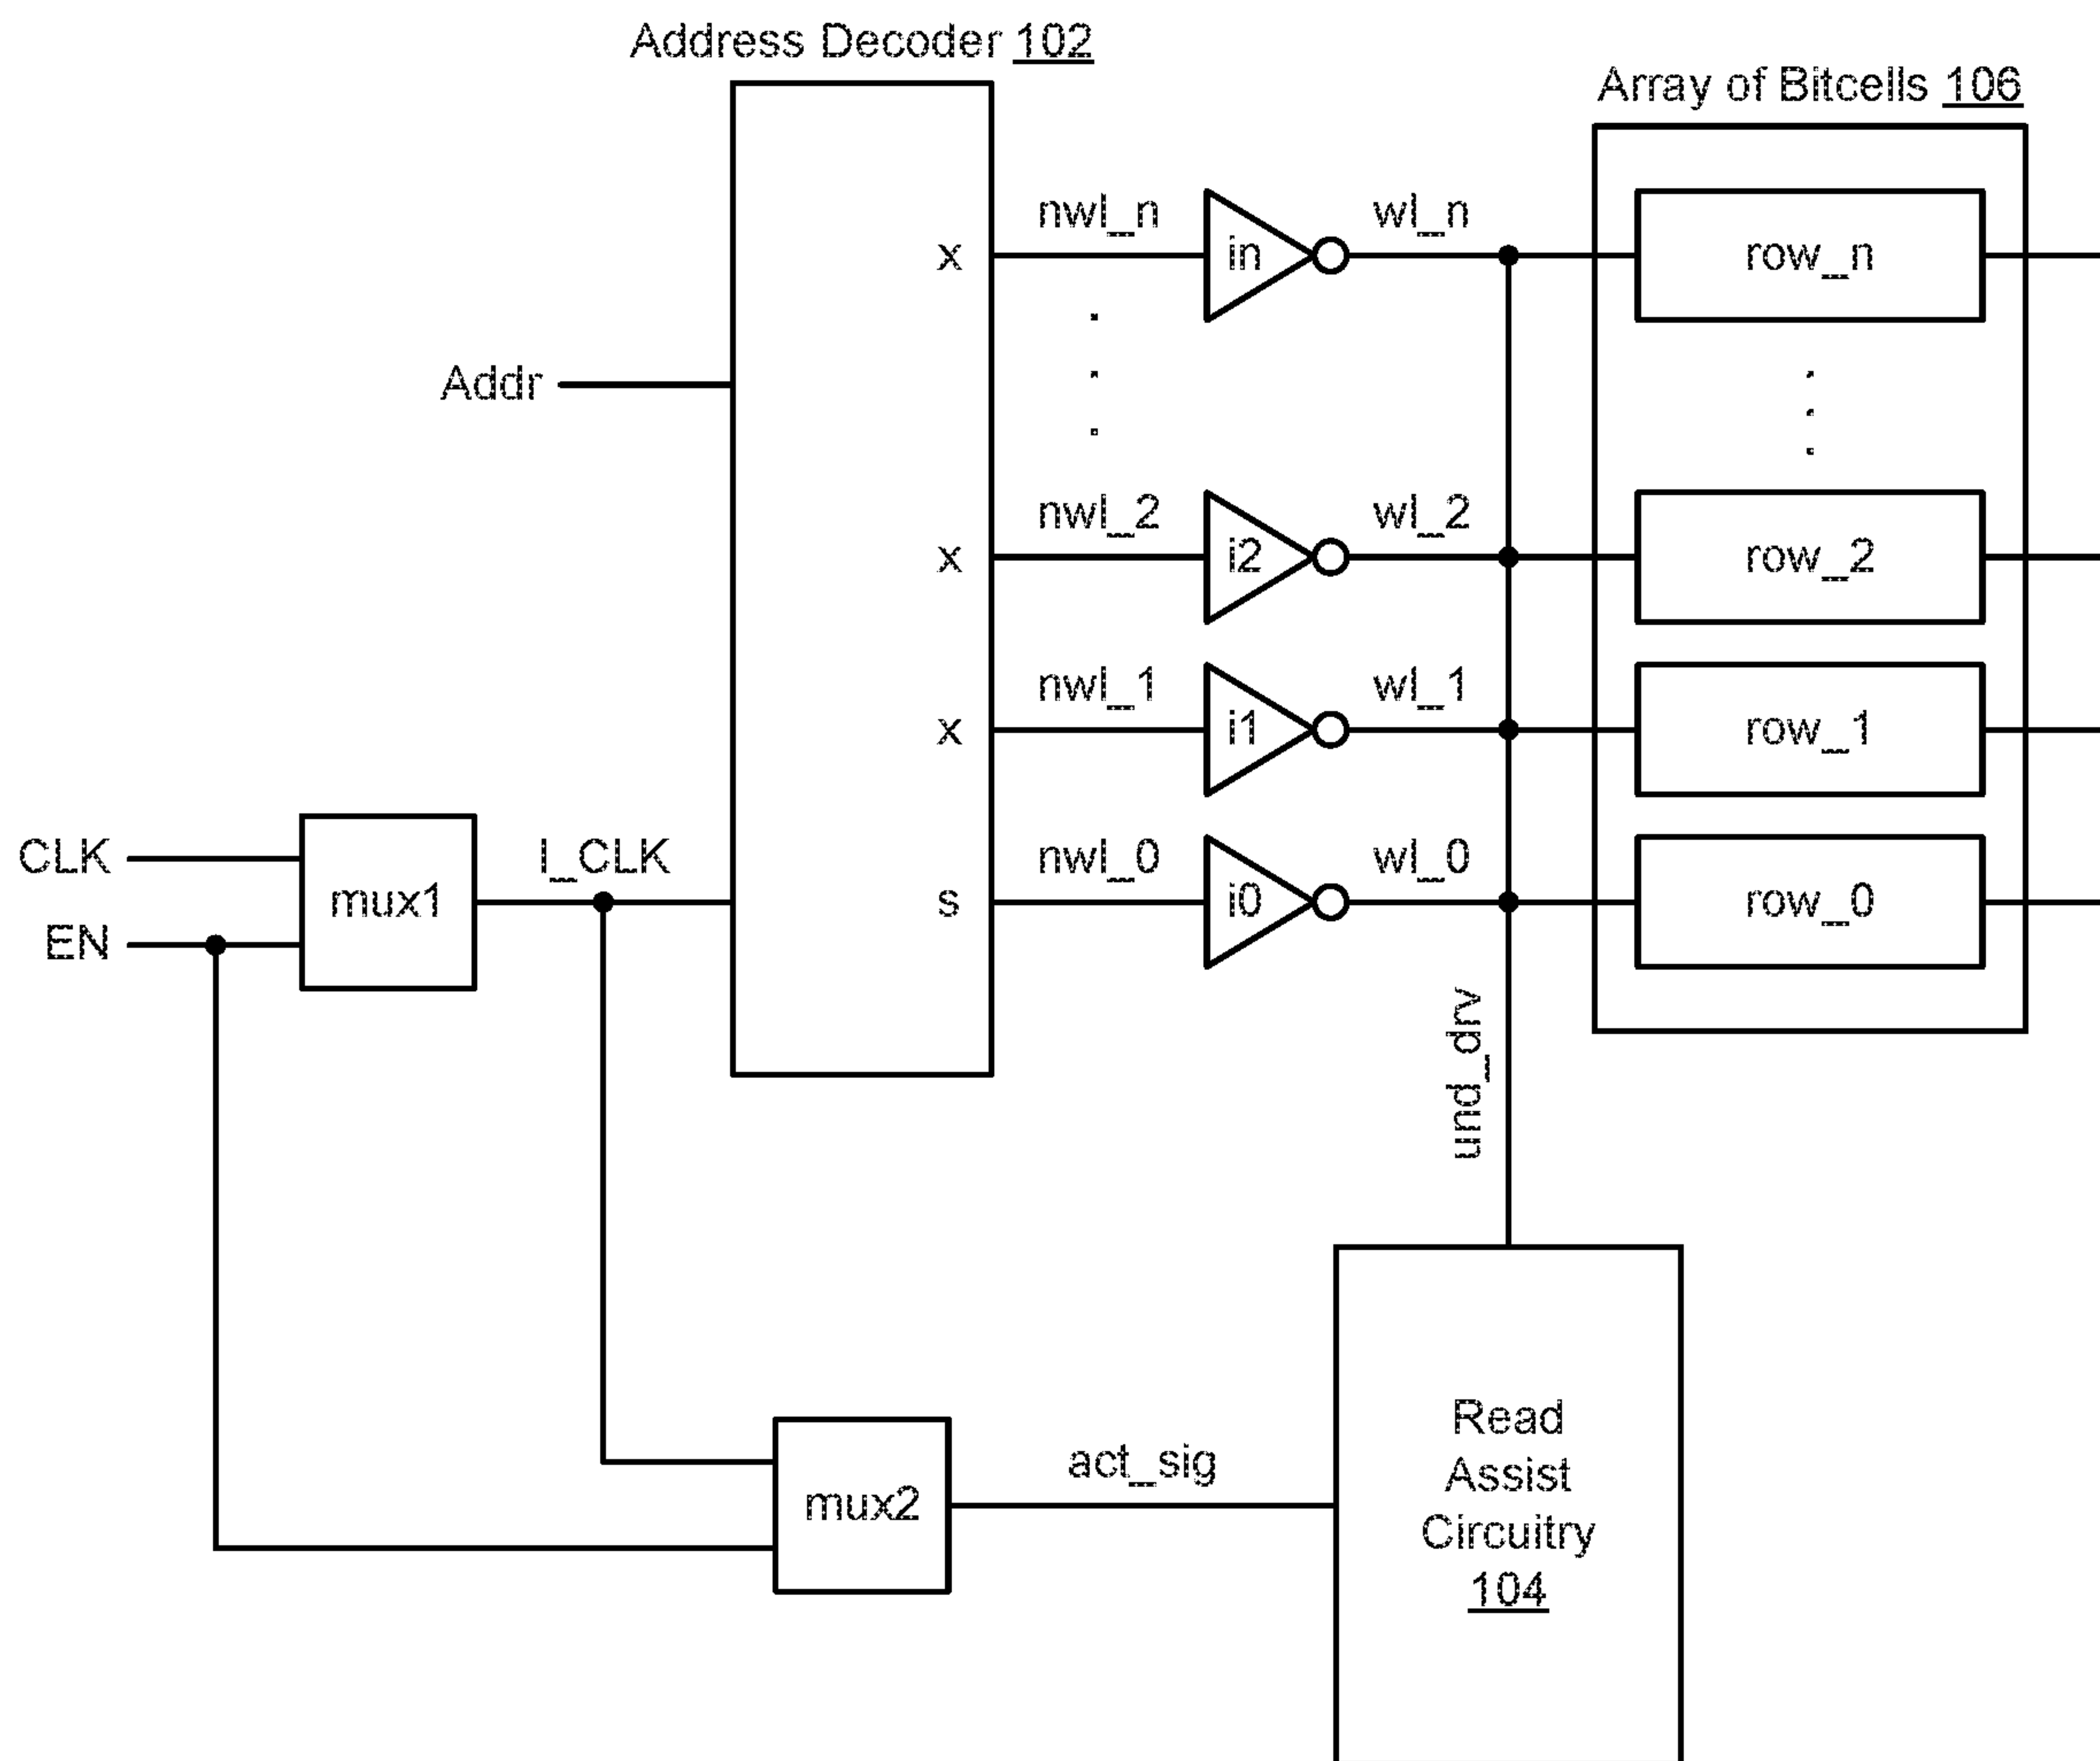 Address Decoder 102
Array of Bitcells 106
nwl_n
wl_n
x
in
row_n
Addr
nwl_2
wl_2
x
i2
row_2
nwl_1
wl_1
x
i1
row_1
CLK
EN
mux1
I_CLK
nwl_0
wl_0
s
i0
row_0
und_drv
mux2
act_sig
Read
Assist
Circuitry
104